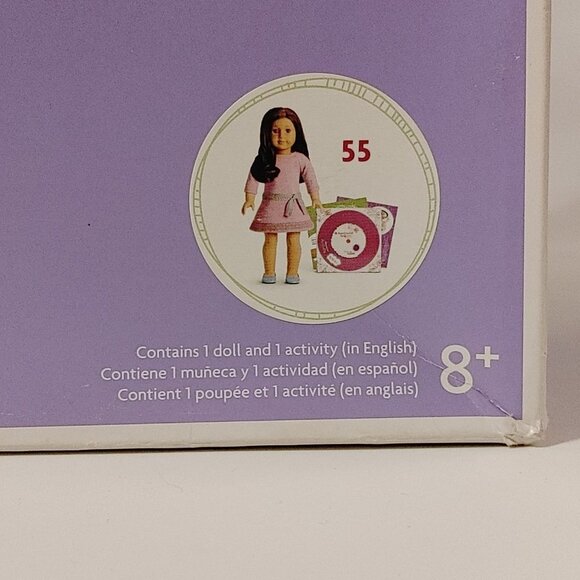 55
Contains 1 doll and 1 activity (in English)
Contiene 1 muñeca y 1 actividad (en español)
Contient 1 poupée et 1 activité (en anglais)
8+